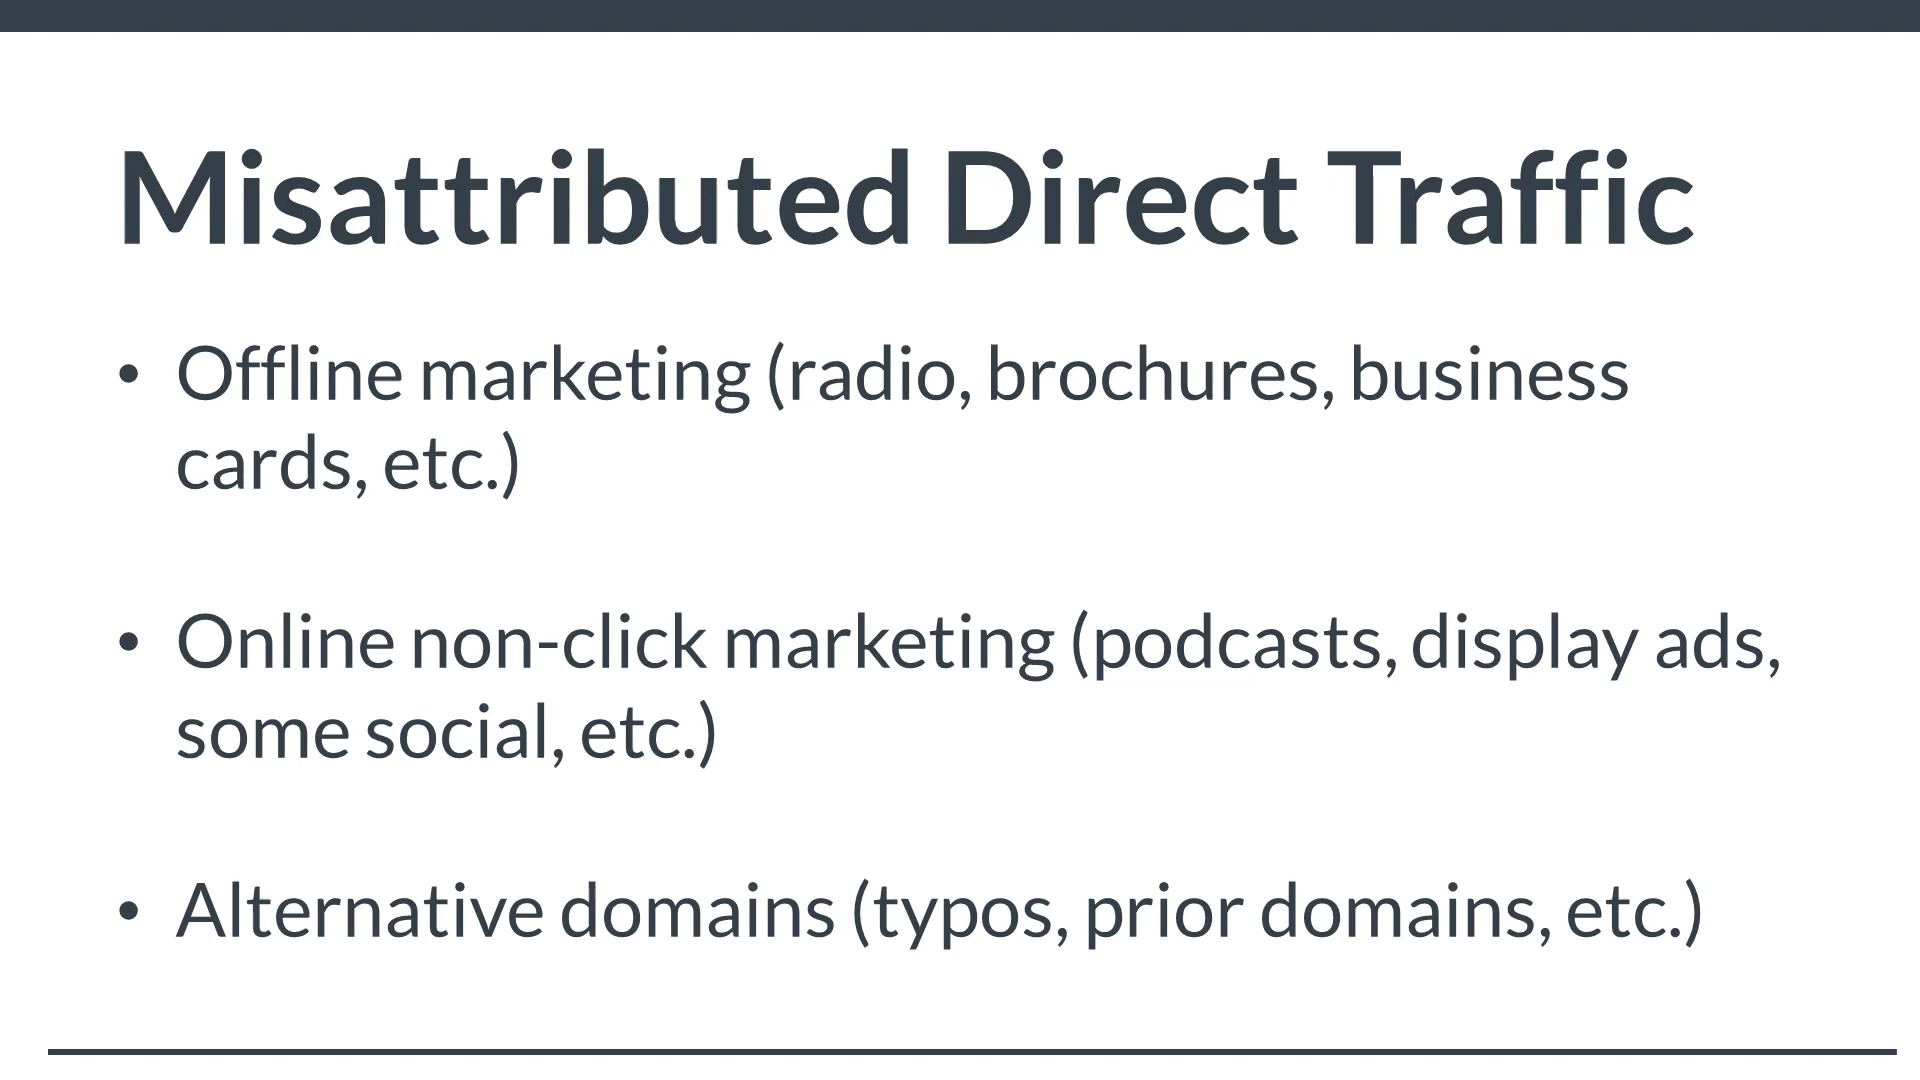 Misattributed Direct Traffic
• Offline marketing (radio, brochures, business
cards, etc.)
• Online non-click marketing (podcasts, display ads,
some social, etc.)
• Alternative domains (typos, prior domains, etc.)